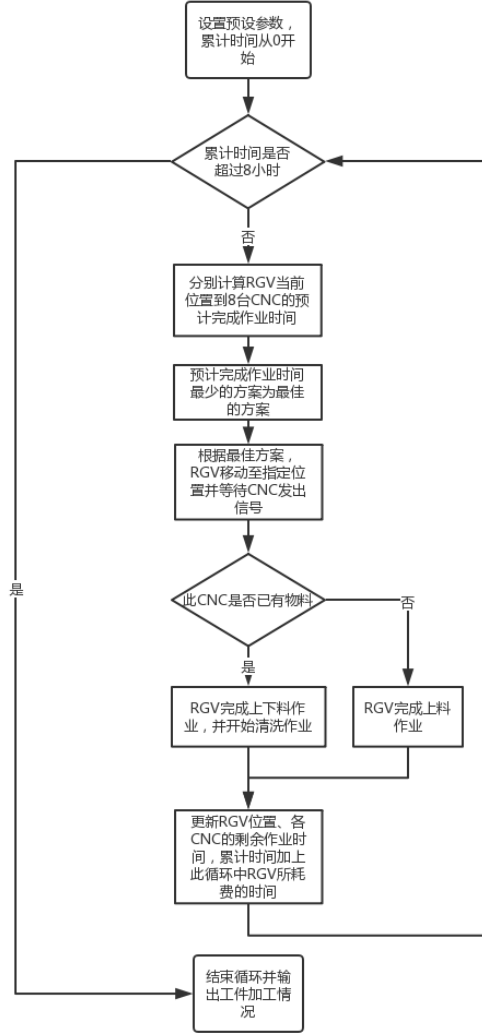 设置预设参数，
累计时间从0开
始
累计时间是否
超过8小时
否
分别计算RGV当前
位置到8台CNC的预
计完成作业时间
预计完成作业时间
最少的方案为最佳
的方案
根据最佳方案，
RGV移动至指定位
置并等待CNC发出
信号
是
此CNC是否已有物料
否
是
RGV完成上下料作
业，并开始清洗作业
RGV完成上料
作业
更新RGV位置、各
CNC的剩余作业时
间，累计时间加上
此循环中RGV所耗
费的时间
结束循环并输
出工件加工情
况